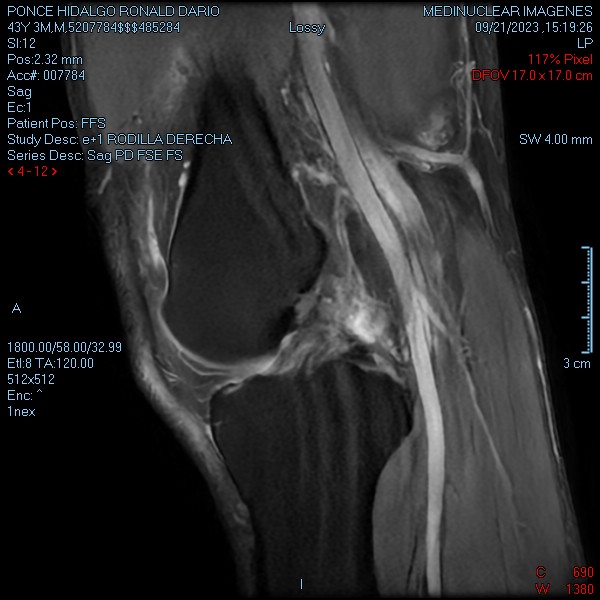 PONCE HIDALGO RONALD DARIO
43Y 3M,M,5207784$$$485284
Sl:12
Pos:2.32 mm
Acc#: 007784
Sag
Ec:1
Patient Pos: FFS
Study Desc: e+1 RODILLA DERECHA
Series Desc: Sag PD FSE FS
< 4 - 12 >
Lossy
MEDINUCLEAR IMAGENES
09/21/2023 ,15:19:26
LP
117% Pixel
DFOV 17.0 x 17.0 cm
SW 4.00 mm
A
1800.00/58.00/32.99
Etl:8 TA:120.00
512x512
Enc: ^
1nex
3 cm
I
C 690
W 1380